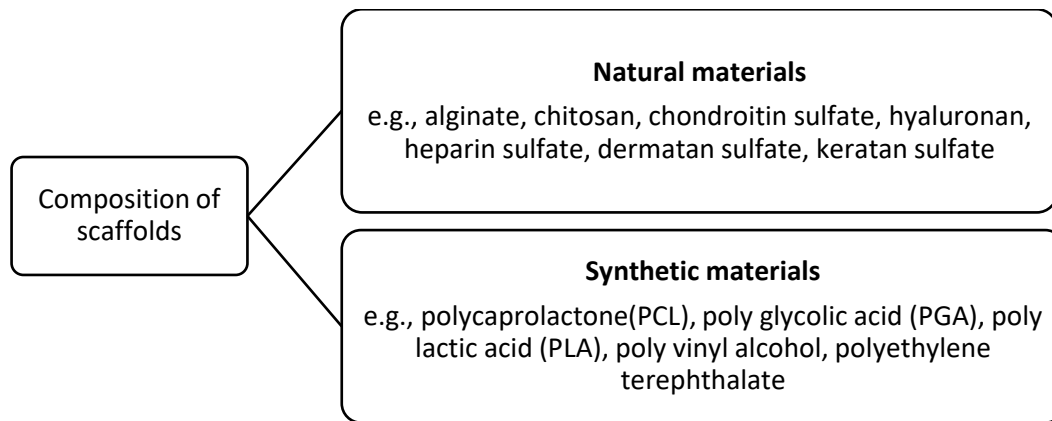 Composition of
scaffolds
Natural materials
e.g., alginate, chitosan, chondroitin sulfate, hyaluronan,
heparin sulfate, dermatan sulfate, keratan sulfate
Synthetic materials
e.g., polycaprolactone(PCL), poly glycolic acid (PGA), poly
lactic acid (PLA), poly vinyl alcohol, polyethylene
terephthalate